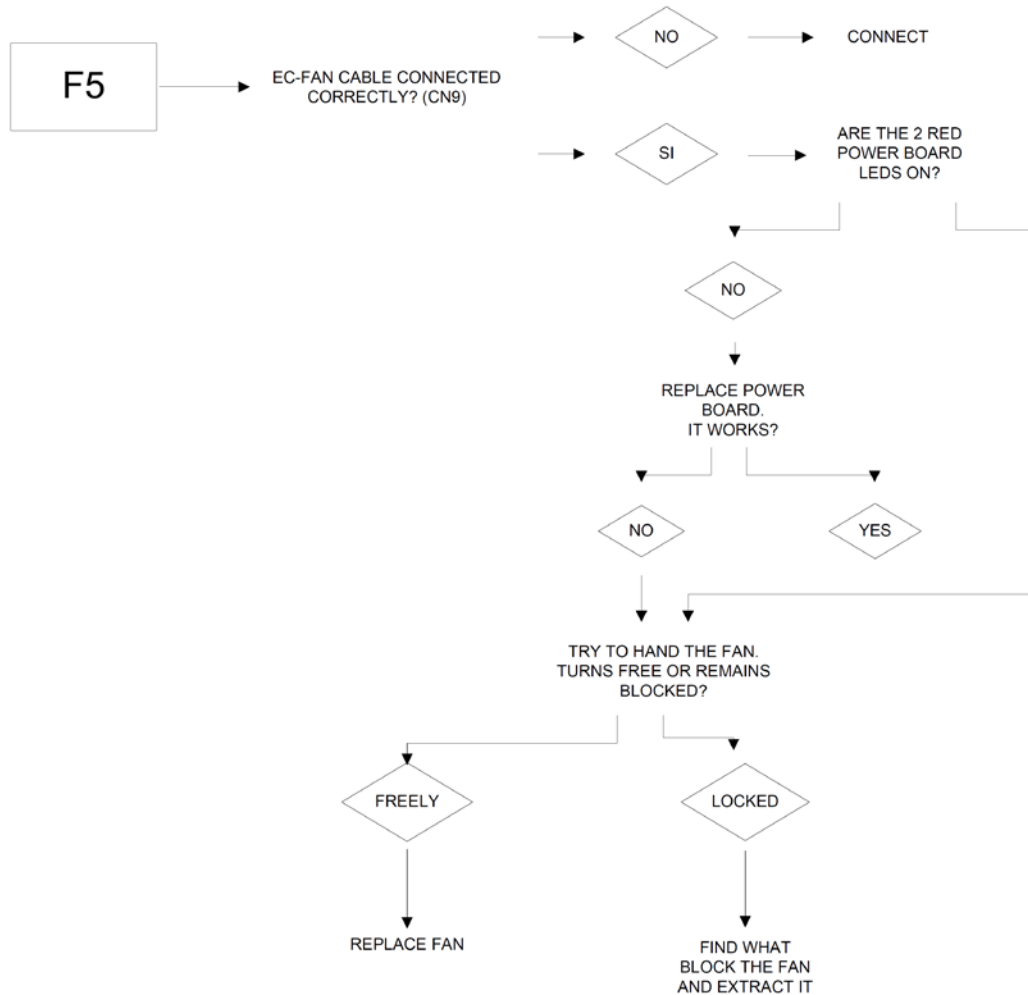 NO
CONNECT
F5
EC-FAN CABLE CONNECTED
CORRECTLY? (CN9)
SI
ARE THE 2 RED
POWER BOARD
LEDS ON?
NO
REPLACE POWER
BOARD.
IT WORKS?
NO
YES
TRY TO HAND THE FAN.
TURNS FREE OR REMAINS
BLOCKED?
FREELY
LOCKED
REPLACE FAN
FIND WHAT
BLOCK THE FAN
AND EXTRACT IT